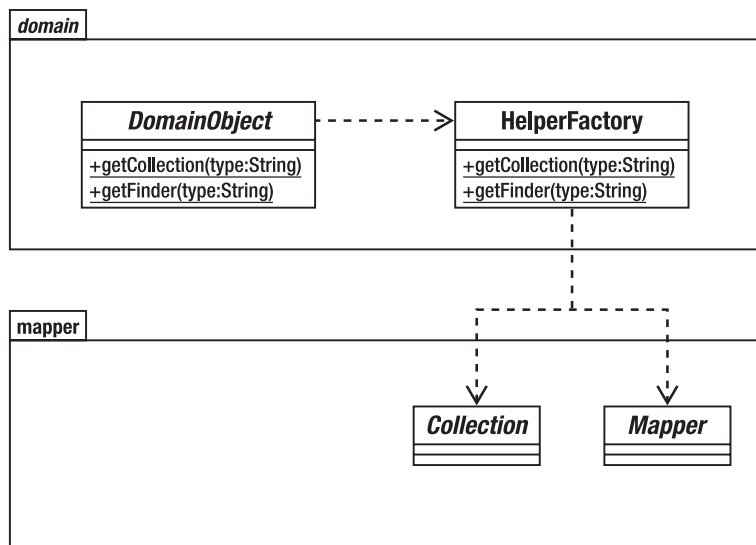 domain
DomainObject
+getCollection(type:String)
+getFinder(type:String)
HelperFactory
+getCollection(type:String)
+getFinder(type:String)
mapper
Collection
Mapper